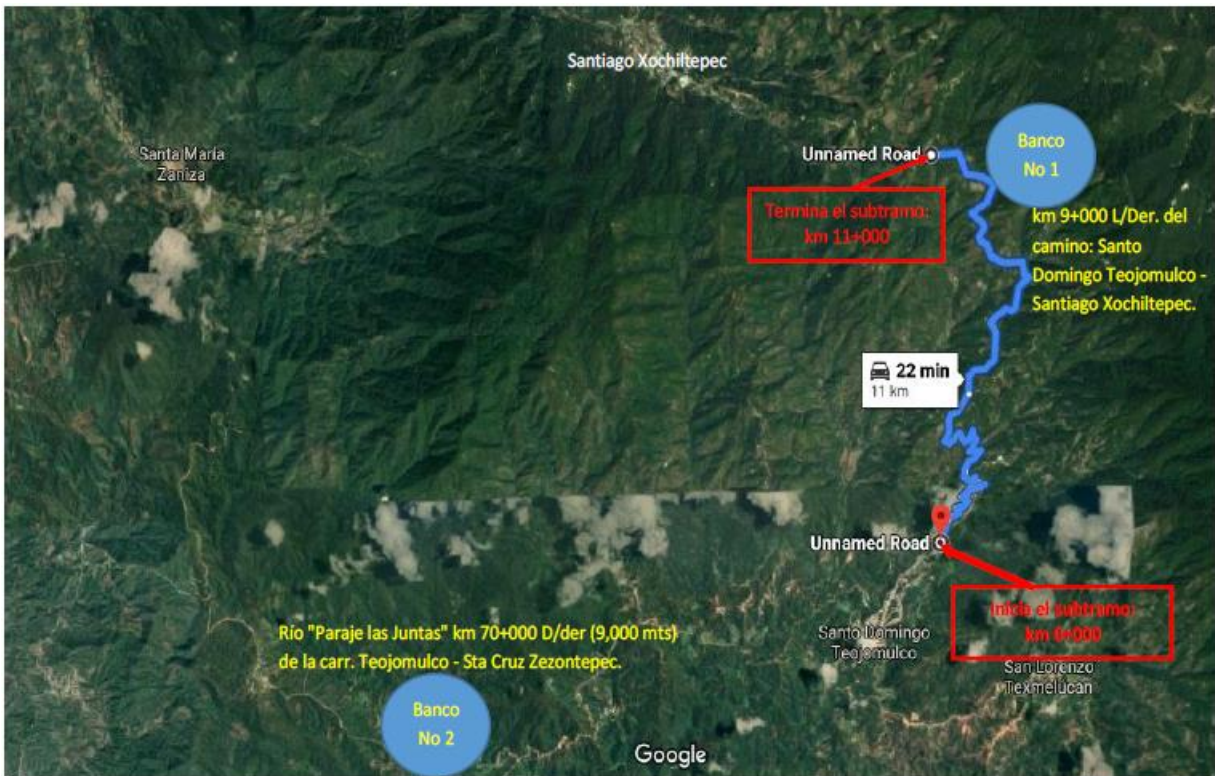 Santiago Xochiltepec
Santa María
Zaniza
Unnamed Road
Banco
No 1
Termina el subtramo:
km 11+000
km 9+000 L/Der. del
camino: Santo
Domingo Teojomulco -
Santiago Xochiltepec.
22 min
11 km
Unnamed Road
Inicia el subtramo:
km 0+000
Santo Domingo
Teojomulco
San Lorenzo
Texmelucan
Río "Paraje las Juntas" km 70+000 D/der (9,000 mts)
de la carr. Teojomulco - Sta Cruz Zezontepec.
Banco
No 2
Google